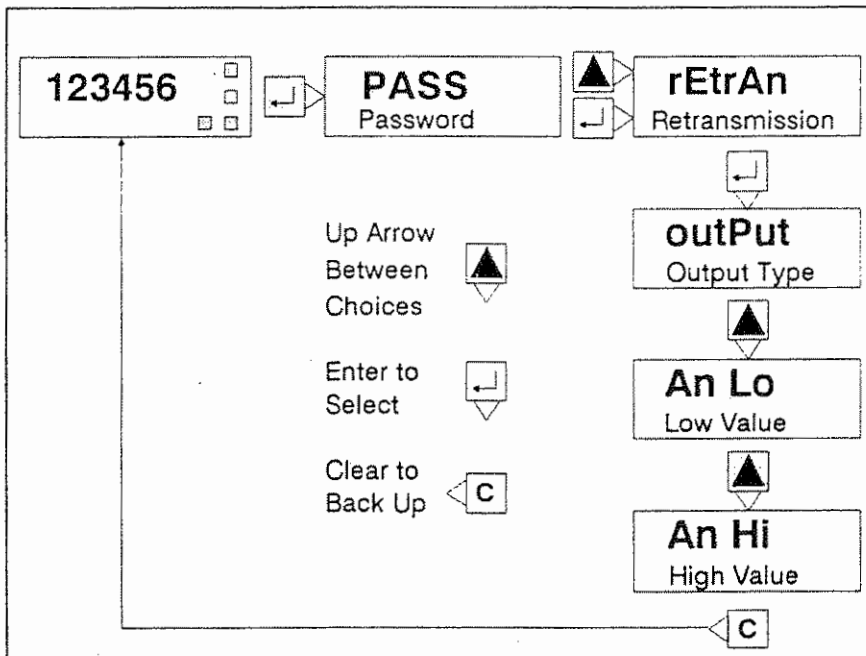 123456
PASS
Password
rEtrAn
Retransmission
outPut
Output Type
An Lo
Low Value
An Hi
High Value
Up Arrow
Between
Choices
Enter to
Select
Clear to
Back Up
C
C